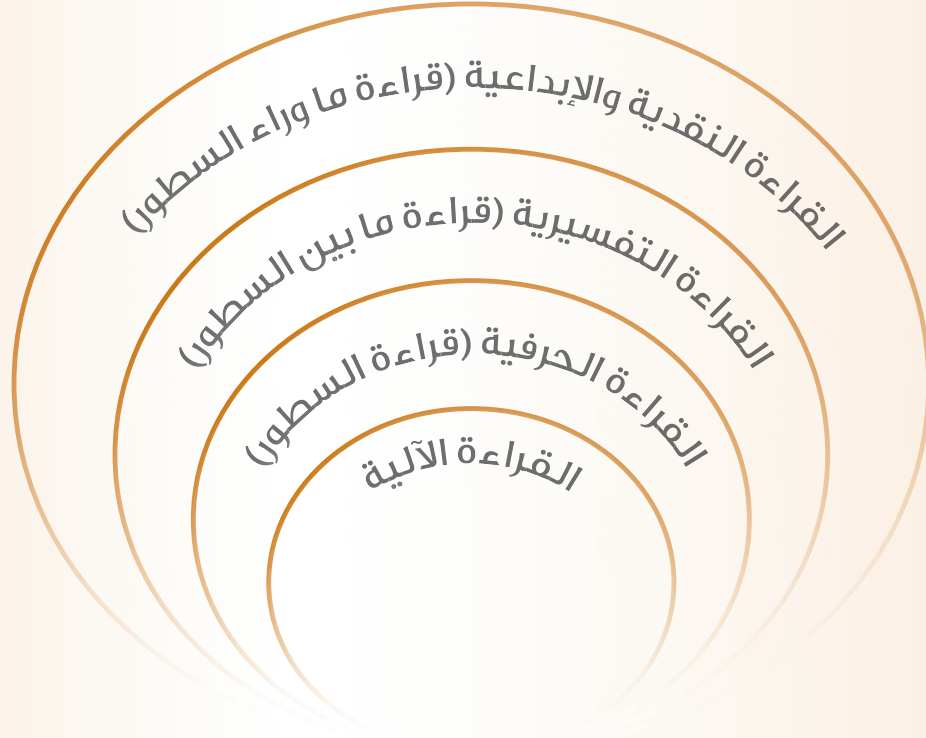 القراءة النقدية والإبداعية (قراءة ما وراء السطور)
القراءة التفسيرية (قراءة ما بين السطور)
القراءة الحرفية (قراءة السطور)
القراءة الآلية